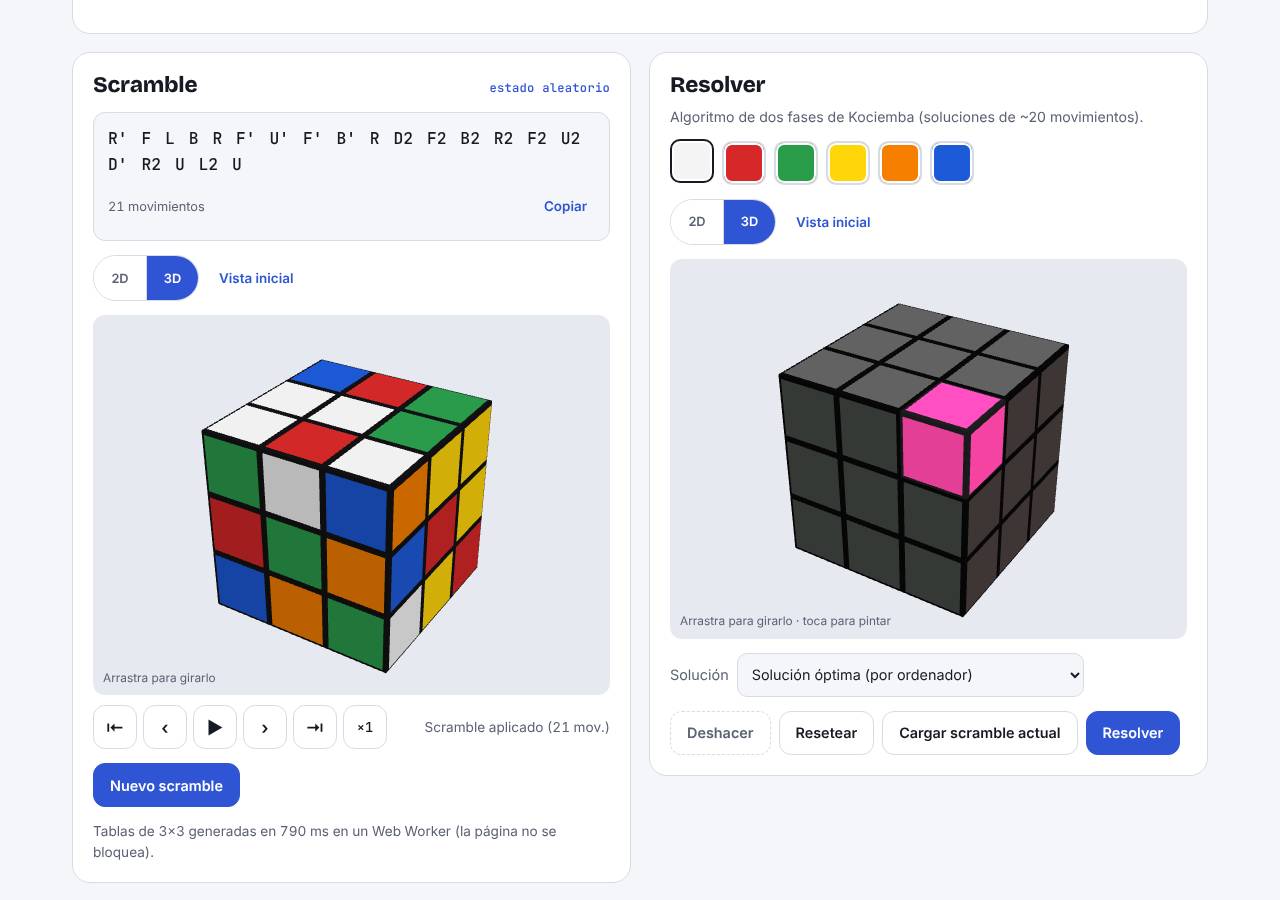 Scramble
estado aleatorio
R' F L B R F' U' F' B' R D2 F2 B2 R2 F2 U2
D' R2 U L2 U
21 movimientos
Copiar
2D
3D
Vista inicial
Arrastra para girarlo
×1
Scramble aplicado (21 mov.)
Nuevo scramble
Tablas de 3×3 generadas en 790 ms en un Web Worker (la página no se
bloquea).
Resolver
Algoritmo de dos fases de Kociemba (soluciones de ~20 movimientos).
2D
3D
Vista inicial
Arrastra para girarlo · toca para pintar
Solución
Solución óptima (por ordenador)
Deshacer
Resetear
Cargar scramble actual
Resolver